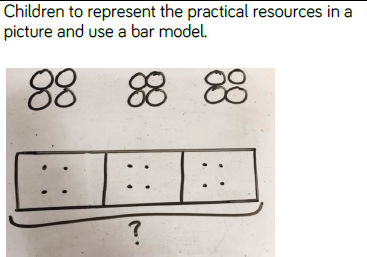 Children to represent the practical resources in a
picture and use a bar model.
?